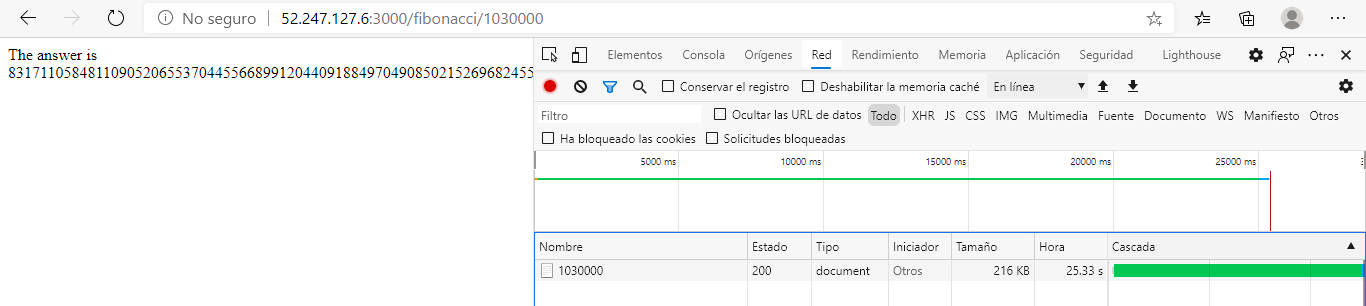 No seguro 52.247.127.6:3000/fibonacci/1030000
The answer is
83171105848110905206553704455668991204409188497049085021526968245​5
Elementos Consola Orígenes Red Rendimiento Memoria Aplicación Seguridad Lighthouse
Conservar el registro Deshabilitar la memoria caché En línea
Filtro Ocultar las URL de datos Todo XHR JS CSS IMG Multimedia Fuente Documento WS Manifiesto Otros
Ha bloqueado las cookies Solicitudes bloqueadas
5000 ms 10000 ms 15000 ms 20000 ms 25000 ms
Nombre Estado Tipo Iniciador Tamaño Hora Cascada
1030000 200 document Otros 216 KB 25.33 s